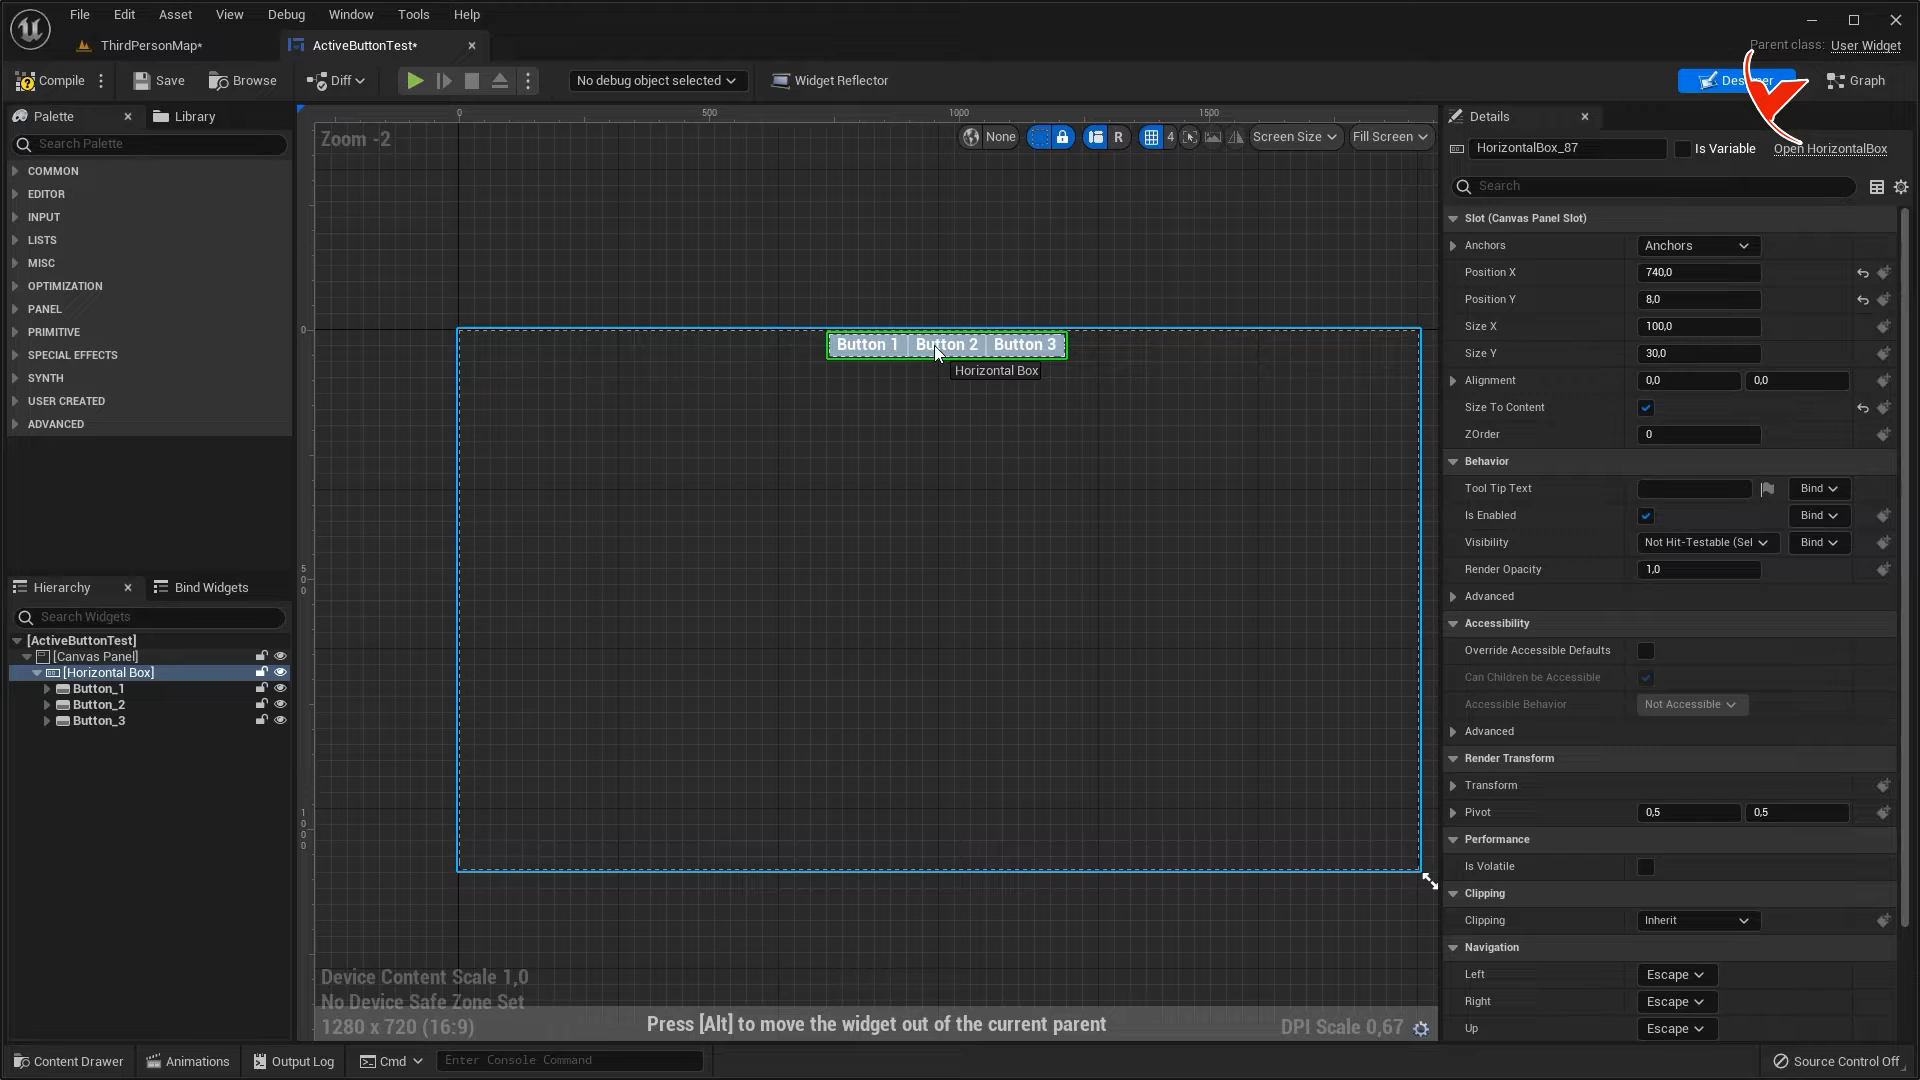 File Edit Asset View Debug Window Tools Help
ThirdPersonMap* ActiveButtonTest*
Parent class: User Widget
Compile Save Browse Diff No debug object selected Widget Reflector Graph
Palette Library
Search Palette
COMMON
EDITOR
INPUT
LISTS
MISC
OPTIMIZATION
PANEL
PRIMITIVE
SPECIAL EFFECTS
SYNTH
USER CREATED
ADVANCED
Hierarchy Bind Widgets
Search Widgets
[ActiveButtonTest]
[Canvas Panel]
[Horizontal Box]
Button_1
Button_2
Button_3
0 500 1000 1500
Zoom -2 None R 4 Screen Size Fill Screen
0
500
1000
Button 1 Button 2 Button 3
Horizontal Box
Device Content Scale 1,0
No Device Safe Zone Set
1280 x 720 (16:9)
Press [Alt] to move the widget out of the current parent
DPI Scale 0,67
Details
HorizontalBox_87 Is Variable Open HorizontalBox
Search
Slot (Canvas Panel Slot)
Anchors Anchors
Position X 740,0
Position Y 8,0
Size X 100,0
Size Y 30,0
Alignment 0,0 0,0
Size To Content
ZOrder 0
Behavior
Tool Tip Text Bind
Is Enabled Bind
Visibility Not Hit-Testable (Sel Bind
Render Opacity 1,0
Advanced
Accessibility
Override Accessible Defaults
Can Children be Accessible
Accessible Behavior Not Accessible
Advanced
Render Transform
Transform
Pivot 0,5 0,5
Performance
Is Volatile
Clipping
Clipping Inherit
Navigation
Left Escape
Right Escape
Up Escape
Content Drawer Animations Output Log Cmd Enter Console Command Source Control Off